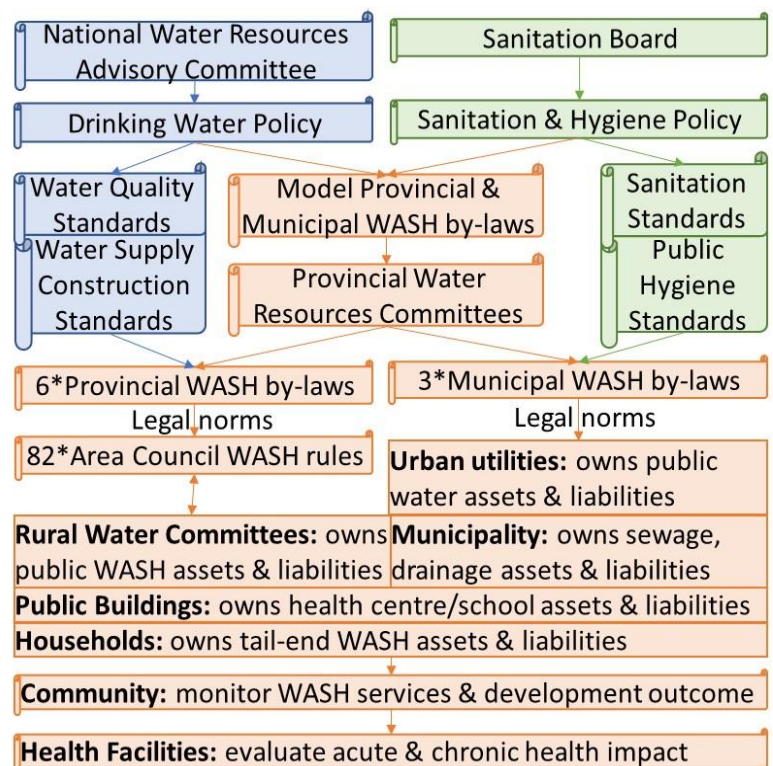 National Water Resources
Advisory Committee
Sanitation Board
Drinking Water Policy
Sanitation & Hygiene Policy
Water Quality
Standards
Model Provincial &
Municipal WASH by-laws
Sanitation
Standards
Water Supply
Construction
Standards
Provincial Water
Resources Committees
Public
Hygiene
Standards
6*Provincial WASH by-laws
3*Municipal WASH by-laws
Legal norms
Legal norms
82*Area Council WASH rules
Urban utilities: owns public
water assets & liabilities
Rural Water Committees: owns
public WASH assets & liabilities
Municipality: owns sewage,
drainage assets & liabilities
Public Buildings: owns health centre/school assets & liabilities
Households: owns tail-end WASH assets & liabilities
Community: monitor WASH services & development outcome
Health Facilities: evaluate acute & chronic health impact